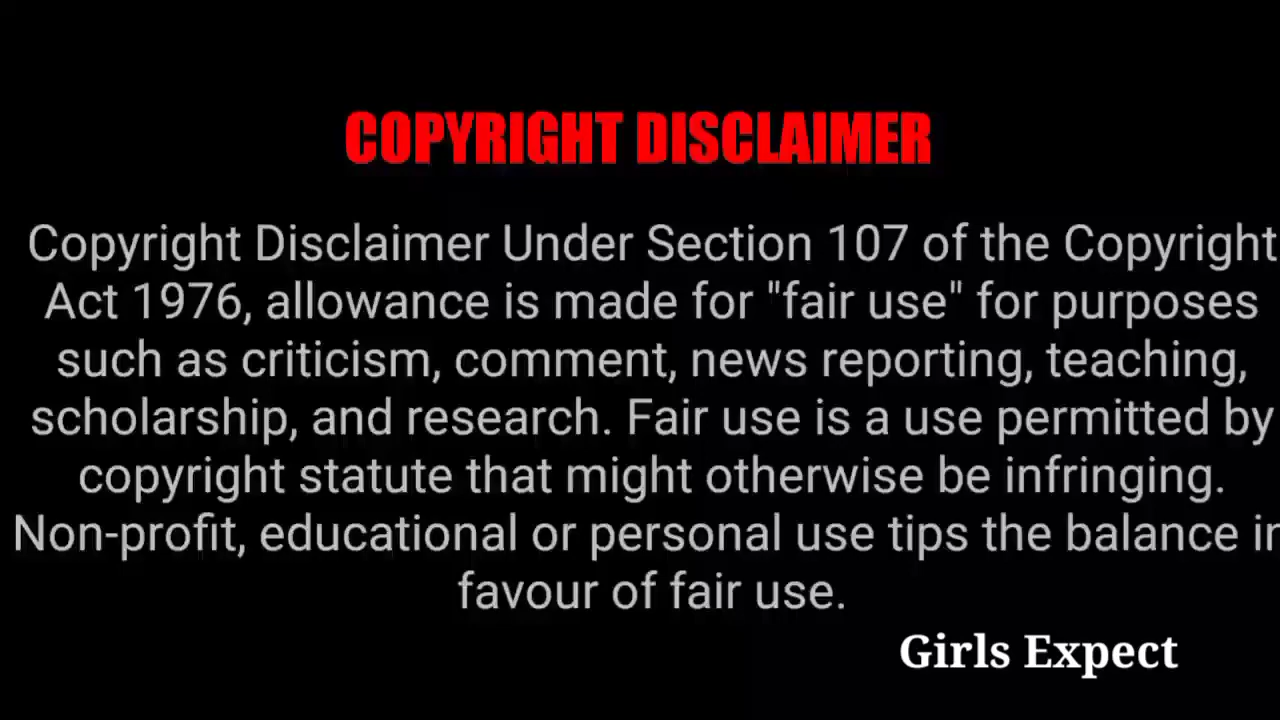 COPYRIGHT DISCLAIMER
Copyright Disclaimer Under Section 107 of the Copyright
Act 1976, allowance is made for "fair use" for purposes
such as criticism, comment, news reporting, teaching,
scholarship, and research. Fair use is a use permitted by
copyright statute that might otherwise be infringing.
Non-profit, educational or personal use tips the balance in
favour of fair use.
Girls Expect